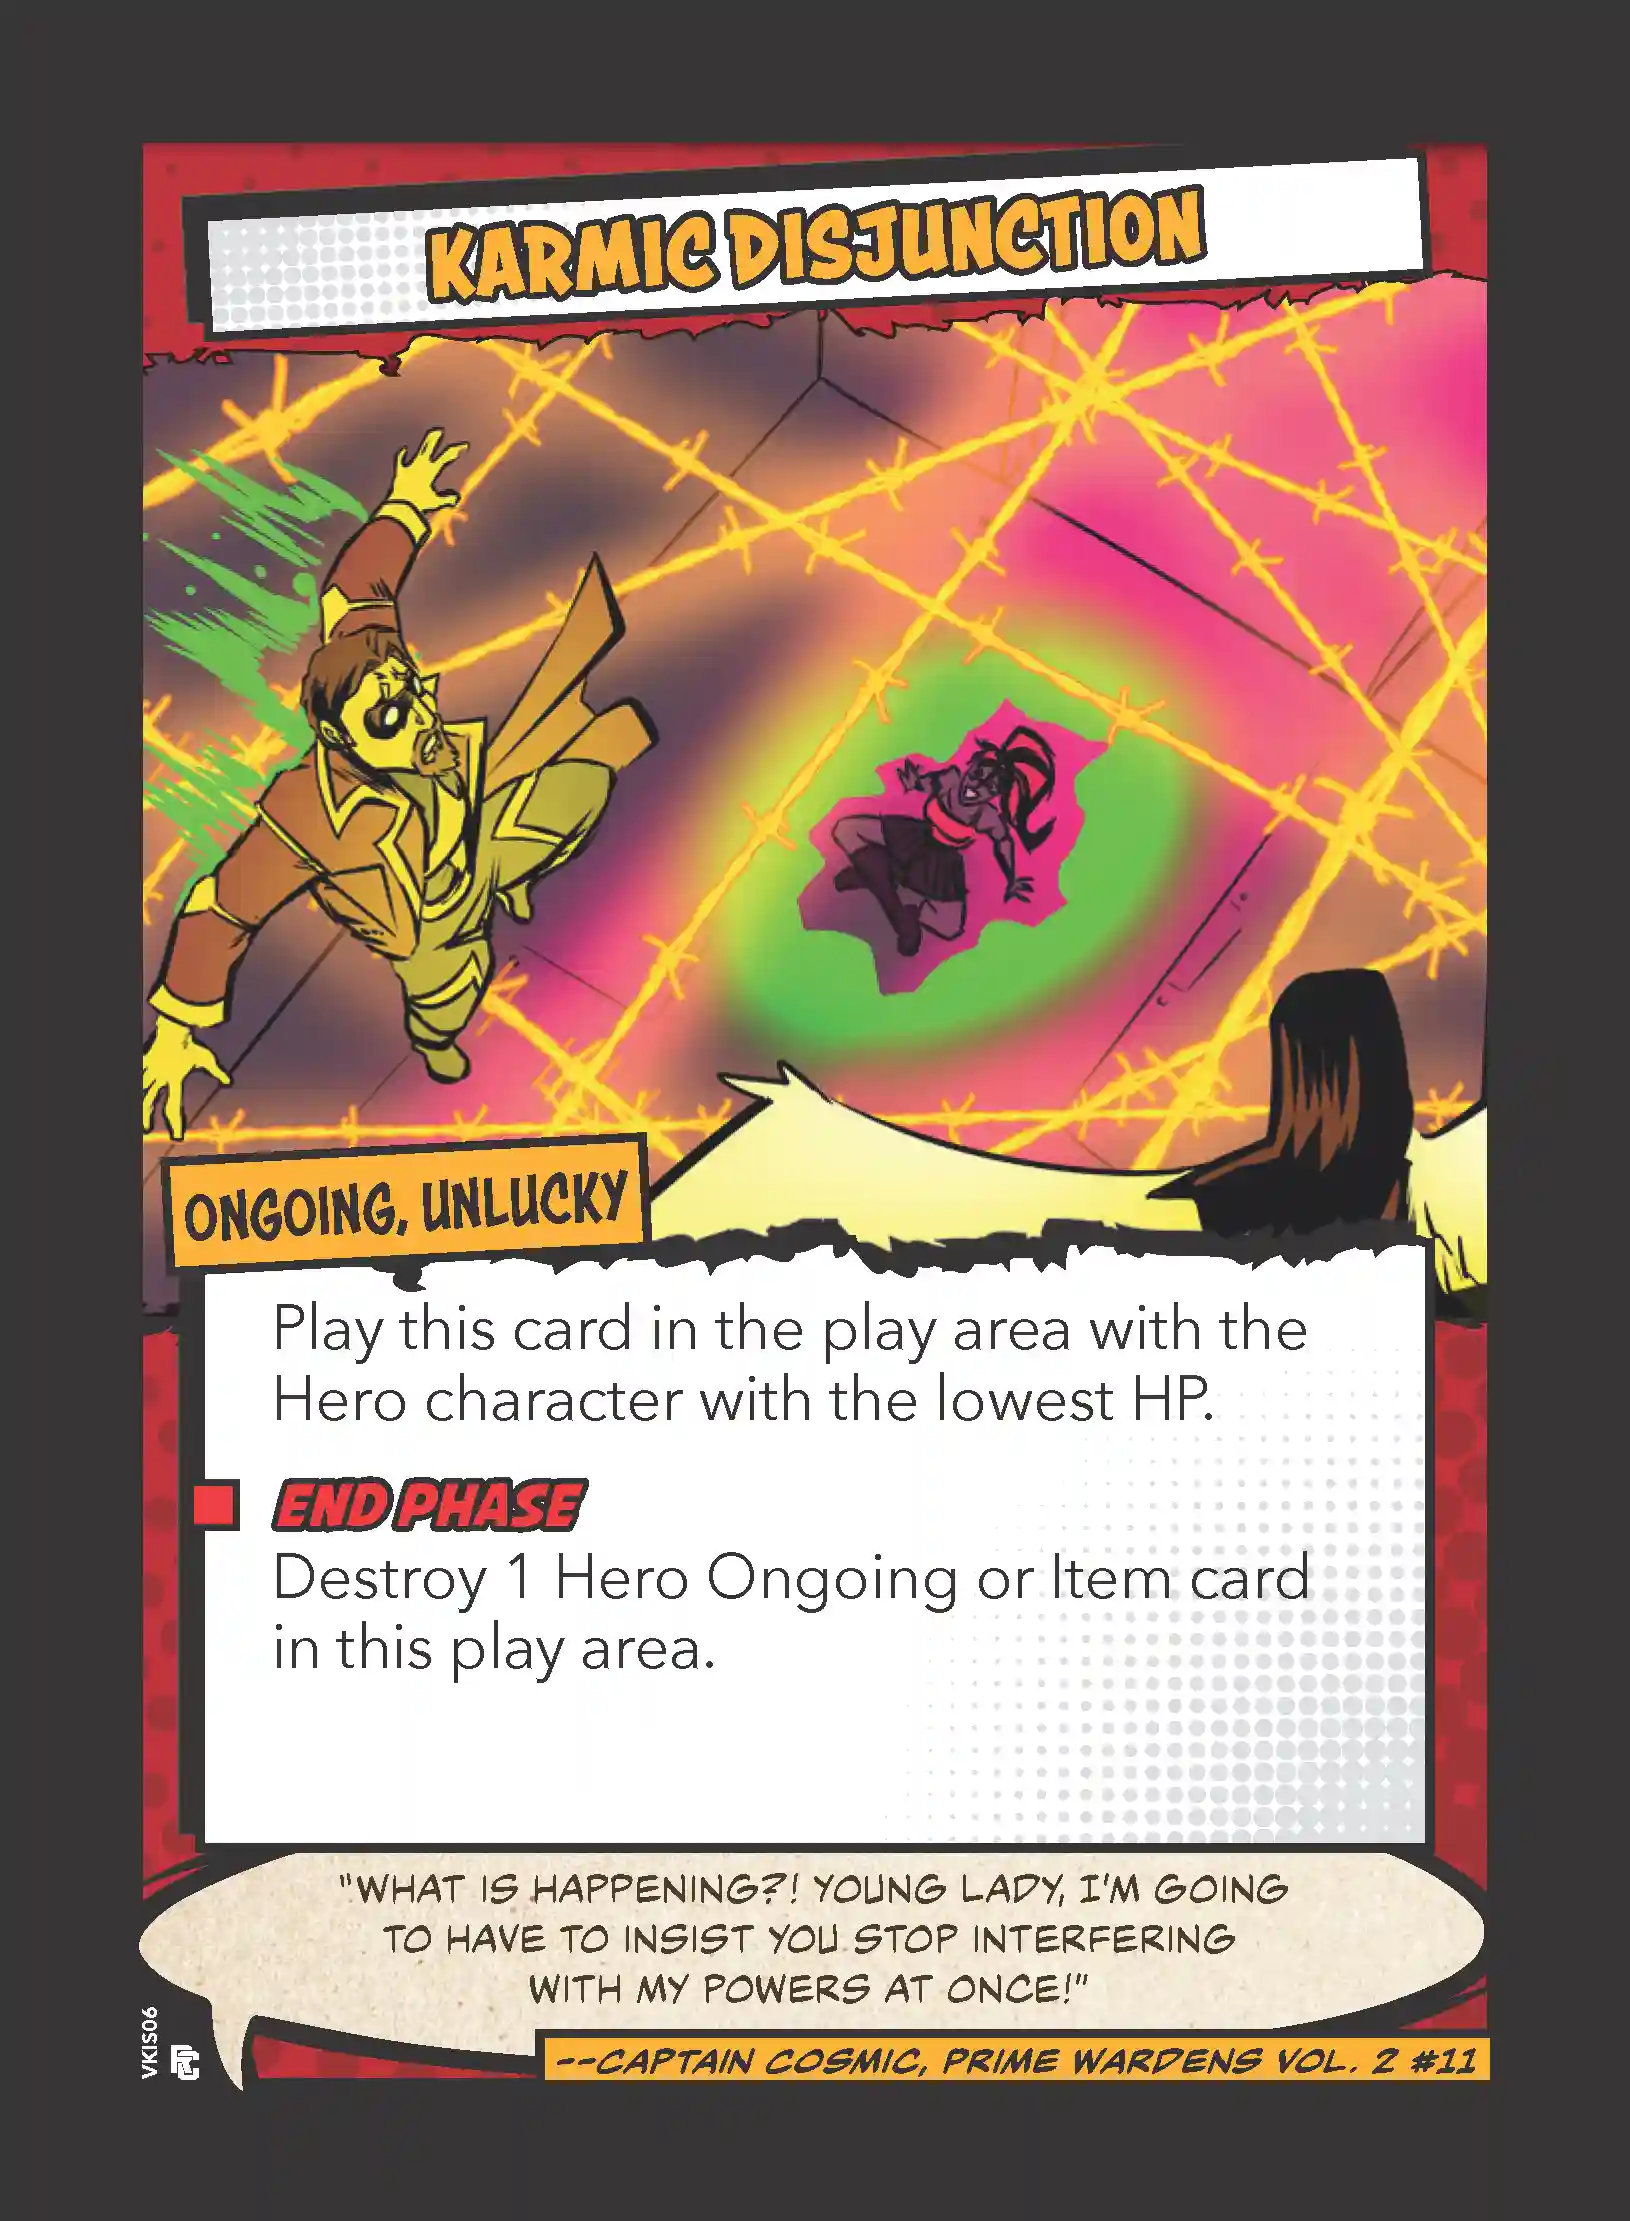 KARMIC DISJUNCTION
ONGOING, UNLUCKY
Play this card in the play area with the
Hero character with the lowest HP.
END PHASE
Destroy 1 Hero Ongoing or Item card
in this play area.
"WHAT IS HAPPENING?! YOUNG LADY, I'M GOING
TO HAVE TO INSIST YOU STOP INTERFERING
WITH MY POWERS AT ONCE!"
--CAPTAIN COSMIC, PRIME WARDENS VOL. 2 #11
VKIS06